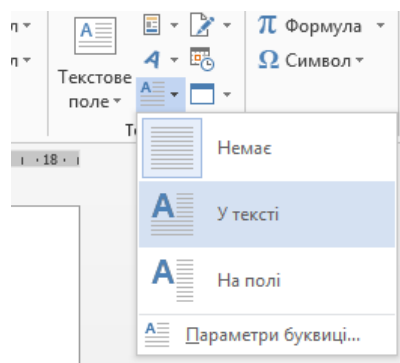 π Формула
Ω Символ
Текстове
поле
18
Немає
У тексті
На полі
Параметри буквиці...